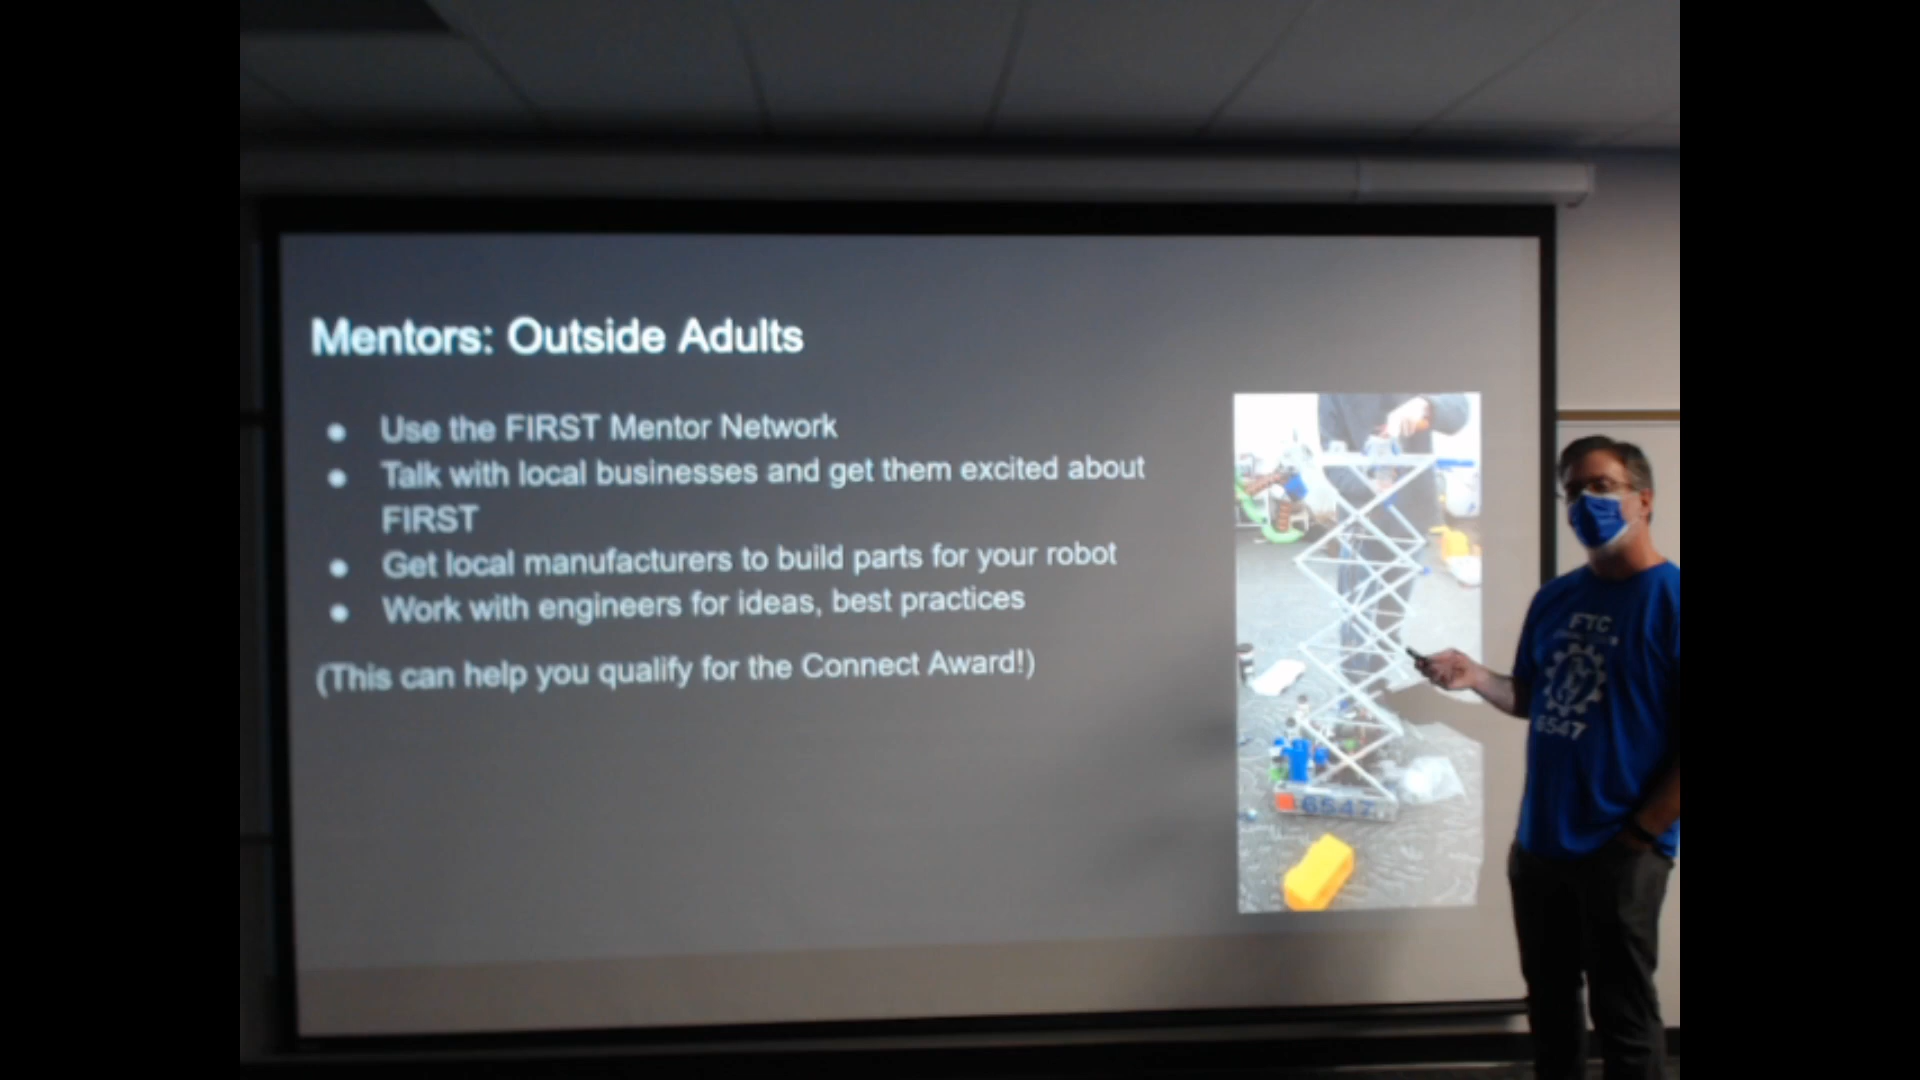 Mentors: Outside Adults
● Use the FIRST Mentor Network
● Talk with local businesses and get them excited about
FIRST
● Get local manufacturers to build parts for your robot
● Work with engineers for ideas, best practices
(This can help you qualify for the Connect Award!)
6547
FTC
6547